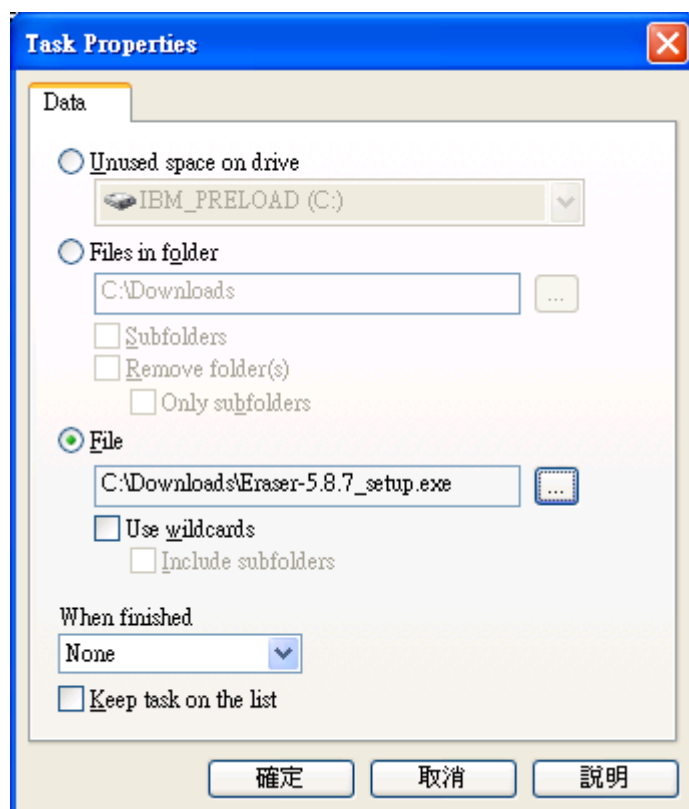 Task Properties
Data
Unused space on drive
IBM_PRELOAD (C:)
Files in folder
C:\Downloads
...
Subfolders
Remove folder(s)
Only subfolders
File
C:\Downloads\Eraser-5.8.7_setup.exe
...
Use wildcards
Include subfolders
When finished
None
Keep task on the list
確定 取消 說明